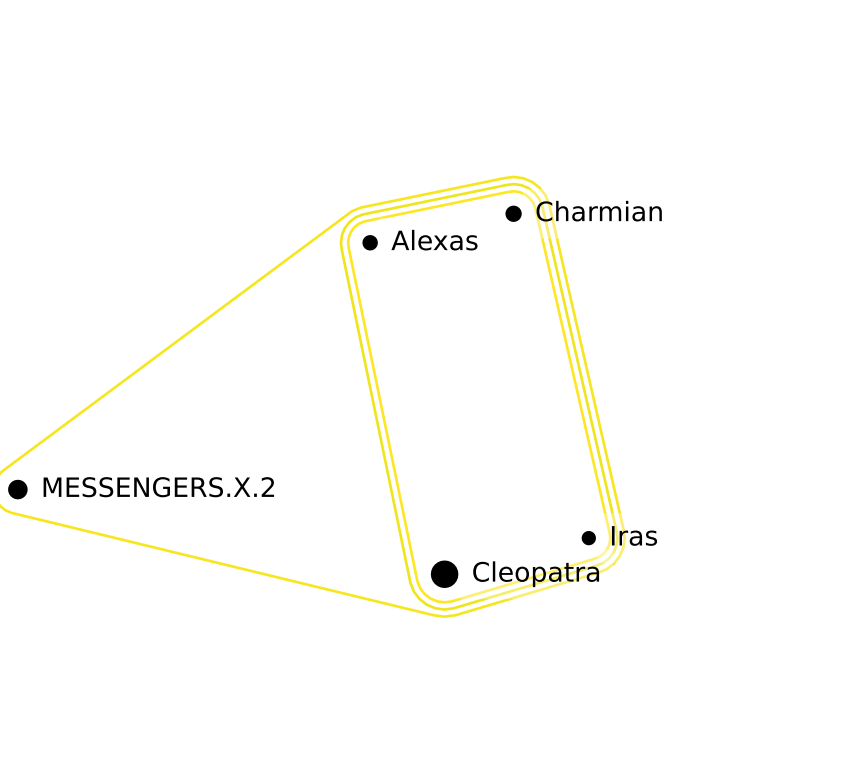 Charmian
Alexas
MESSENGERS.X.2
Iras
Cleopatra